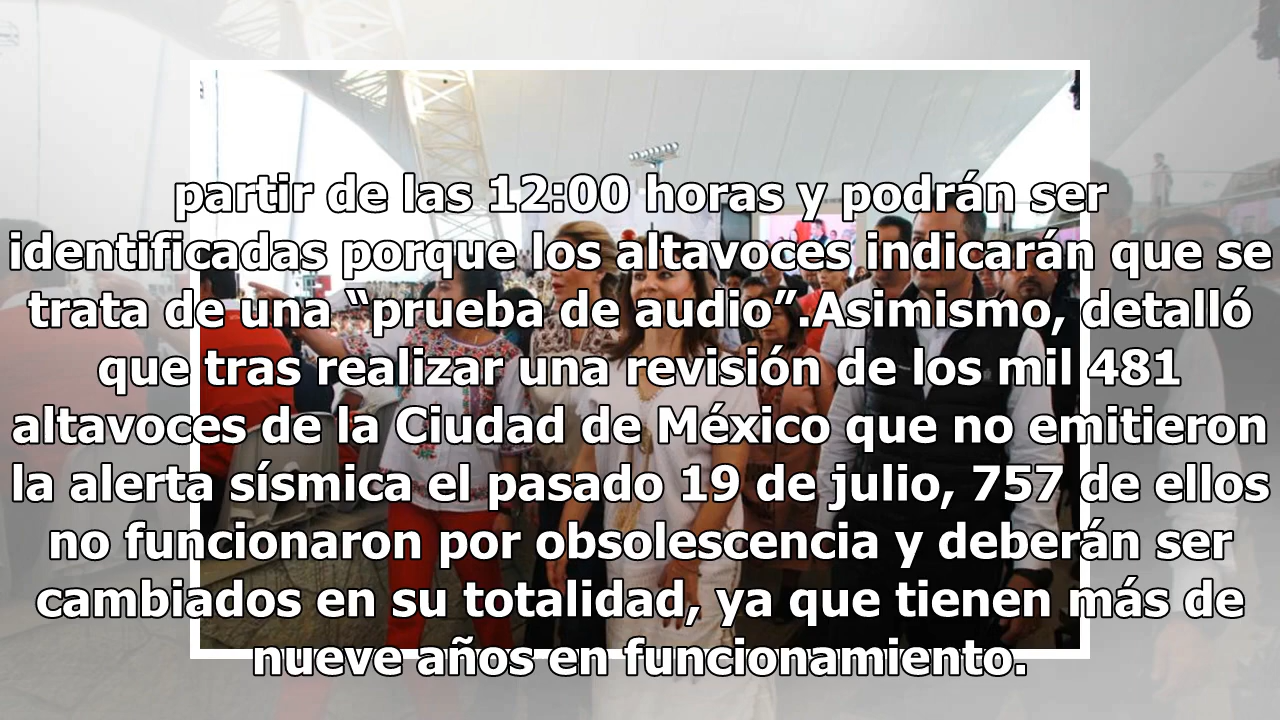 partir de las 12:00 horas y podrán ser
identificadas porque los altavoces indicarán que se
trata de una “prueba de audio”.Asimismo, detalló
que tras realizar una revisión de los mil 481
altavoces de la Ciudad de México que no emitieron
la alerta sísmica el pasado 19 de julio, 757 de ellos
no funcionaron por obsolescencia y deberán ser
cambiados en su totalidad, ya que tienen más de
nueve años en funcionamiento.